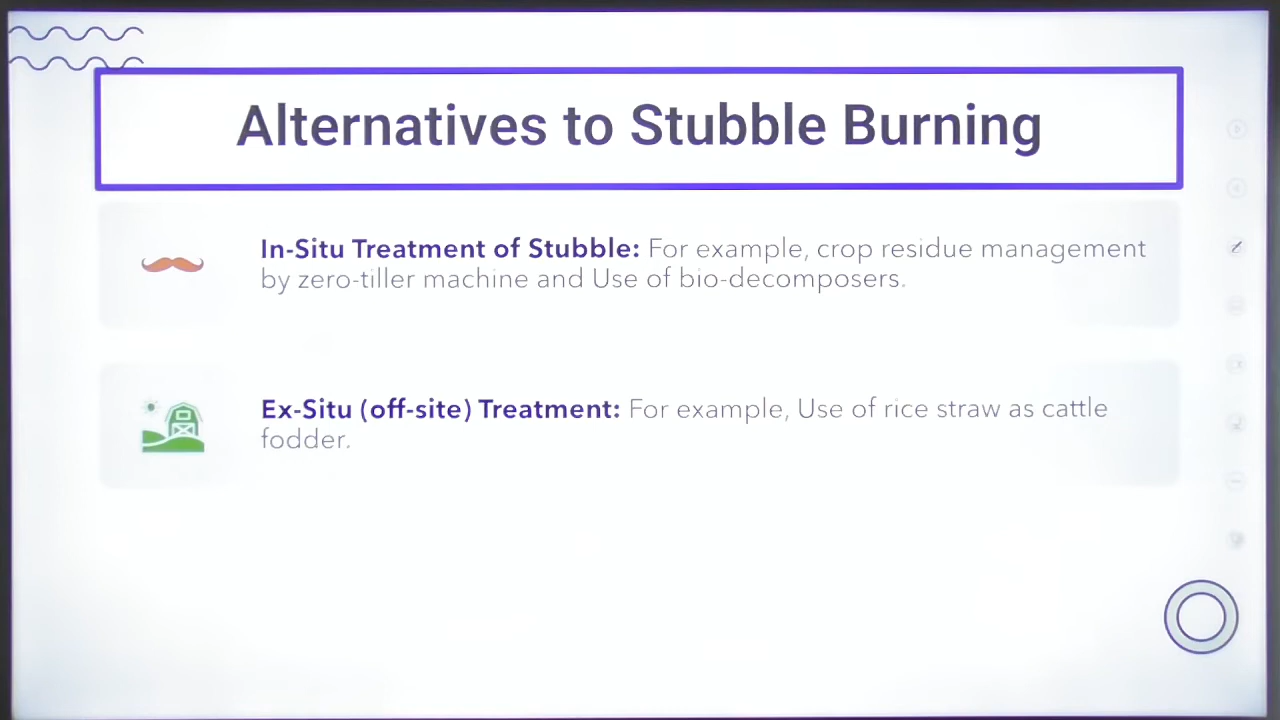 Alternatives to Stubble Burning
In-Situ Treatment of Stubble: For example, crop residue management
by zero-tiller machine and Use of bio-decomposers.
Ex-Situ (off-site) Treatment: For example, Use of rice straw as cattle
fodder.